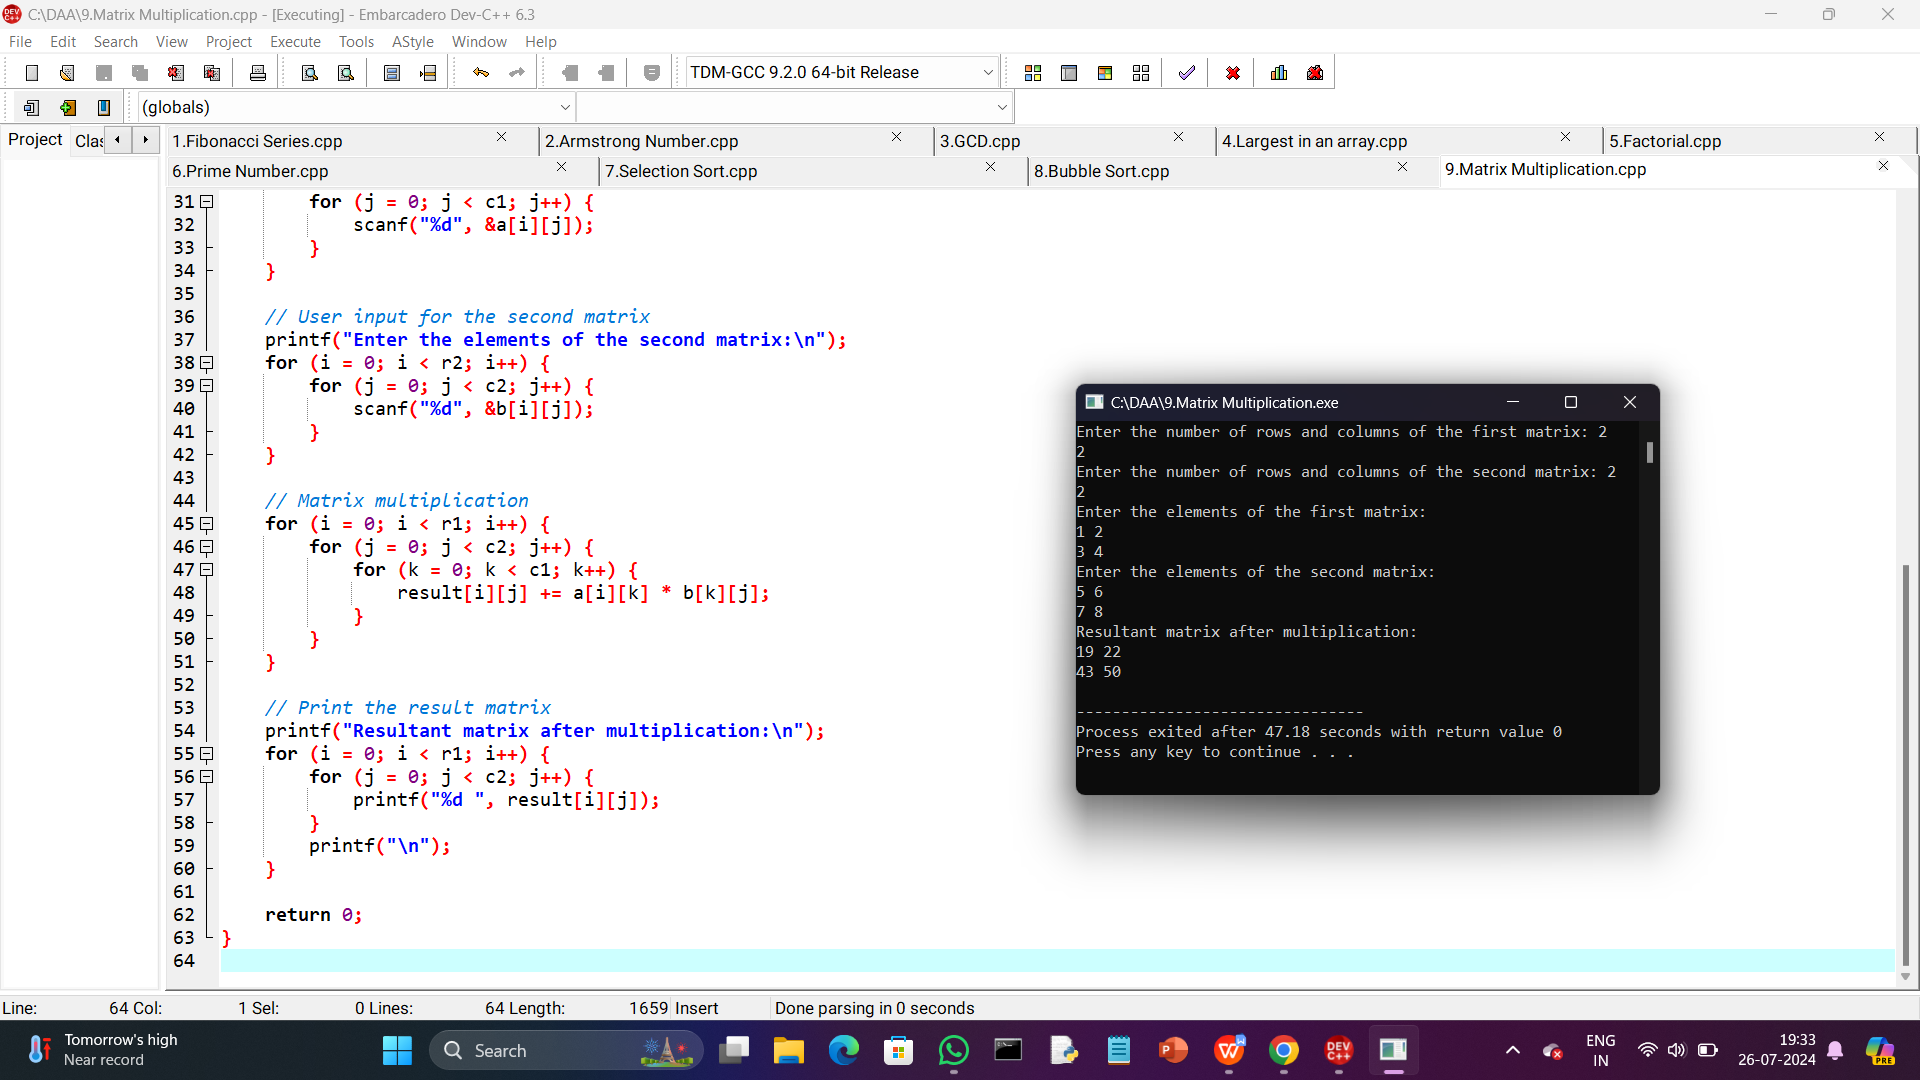 C:\DAA\9.Matrix Multiplication.cpp - [Executing] - Embarcadero Dev-C++ 6.3
File Edit Search View Project Execute Tools AStyle Window Help
TDM-GCC 9.2.0 64-bit Release
(globals)
Project Clas
1.Fibonacci Series.cpp 2.Armstrong Number.cpp 3.GCD.cpp 4.Largest in an array.cpp 5.Factorial.cpp
6.Prime Number.cpp 7.Selection Sort.cpp 8.Bubble Sort.cpp 9.Matrix Multiplication.cpp
31 for (j = 0; j < c1; j++) {
32 scanf("%d", &a[i][j]);
33 }
34 }
35
36 // User input for the second matrix
37 printf("Enter the elements of the second matrix:\n");
38 for (i = 0; i < r2; i++) {
39 for (j = 0; j < c2; j++) {
40 scanf("%d", &b[i][j]);
41 }
42 }
43
44 // Matrix multiplication
45 for (i = 0; i < r1; i++) {
46 for (j = 0; j < c2; j++) {
47 for (k = 0; k < c1; k++) {
48 result[i][j] += a[i][k] * b[k][j];
49 }
50 }
51 }
52
53 // Print the result matrix
54 printf("Resultant matrix after multiplication:\n");
55 for (i = 0; i < r1; i++) {
56 for (j = 0; j < c2; j++) {
57 printf("%d ", result[i][j]);
58 }
59 printf("\n");
60 }
61
62 return 0;
63 }
64
C:\DAA\9.Matrix Multiplication.exe
Enter the number of rows and columns of the first matrix: 2
2
Enter the number of rows and columns of the second matrix: 2
2
Enter the elements of the first matrix:
1 2
3 4
Enter the elements of the second matrix:
5 6
7 8
Resultant matrix after multiplication:
19 22
43 50
--------------------------------
Process exited after 47.18 seconds with return value 0
Press any key to continue . . .
Line: 64 Col: 1 Sel: 0 Lines: 64 Length: 1659 Insert Done parsing in 0 seconds
Tomorrow's high
Near record
Search
DEV C++
ENG
IN
19:33
26-07-2024
PRE